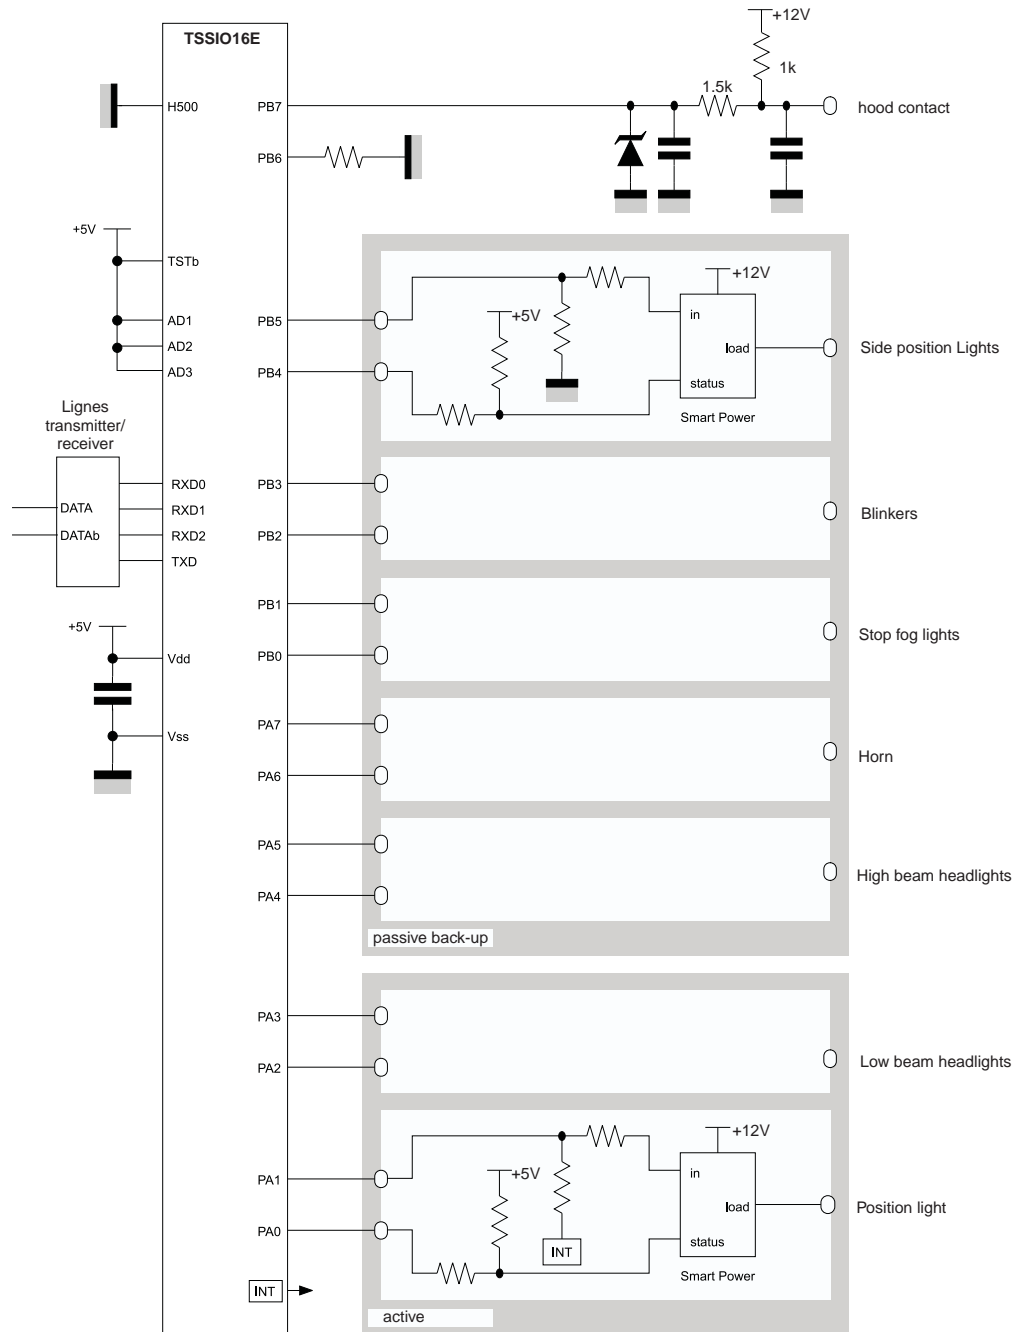 TSSIO16E
+12V
1k
1.5k
H500
PB7
hood contact
PB6
+5V
TSTb
AD1
AD2
AD3
PB5
PB4
+5V
+12V
in
load
status
Smart Power
Side position Lights
Lignes
transmitter/
receiver
DATA
DATAb
RXD0
RXD1
RXD2
TXD
PB3
PB2
Blinkers
PB1
PB0
Stop fog lights
+5V
Vdd
Vss
PA7
PA6
Horn
PA5
PA4
High beam headlights
passive back-up
PA3
PA2
Low beam headlights
PA1
PA0
+5V
INT
+12V
in
load
status
Smart Power
Position light
INT
active